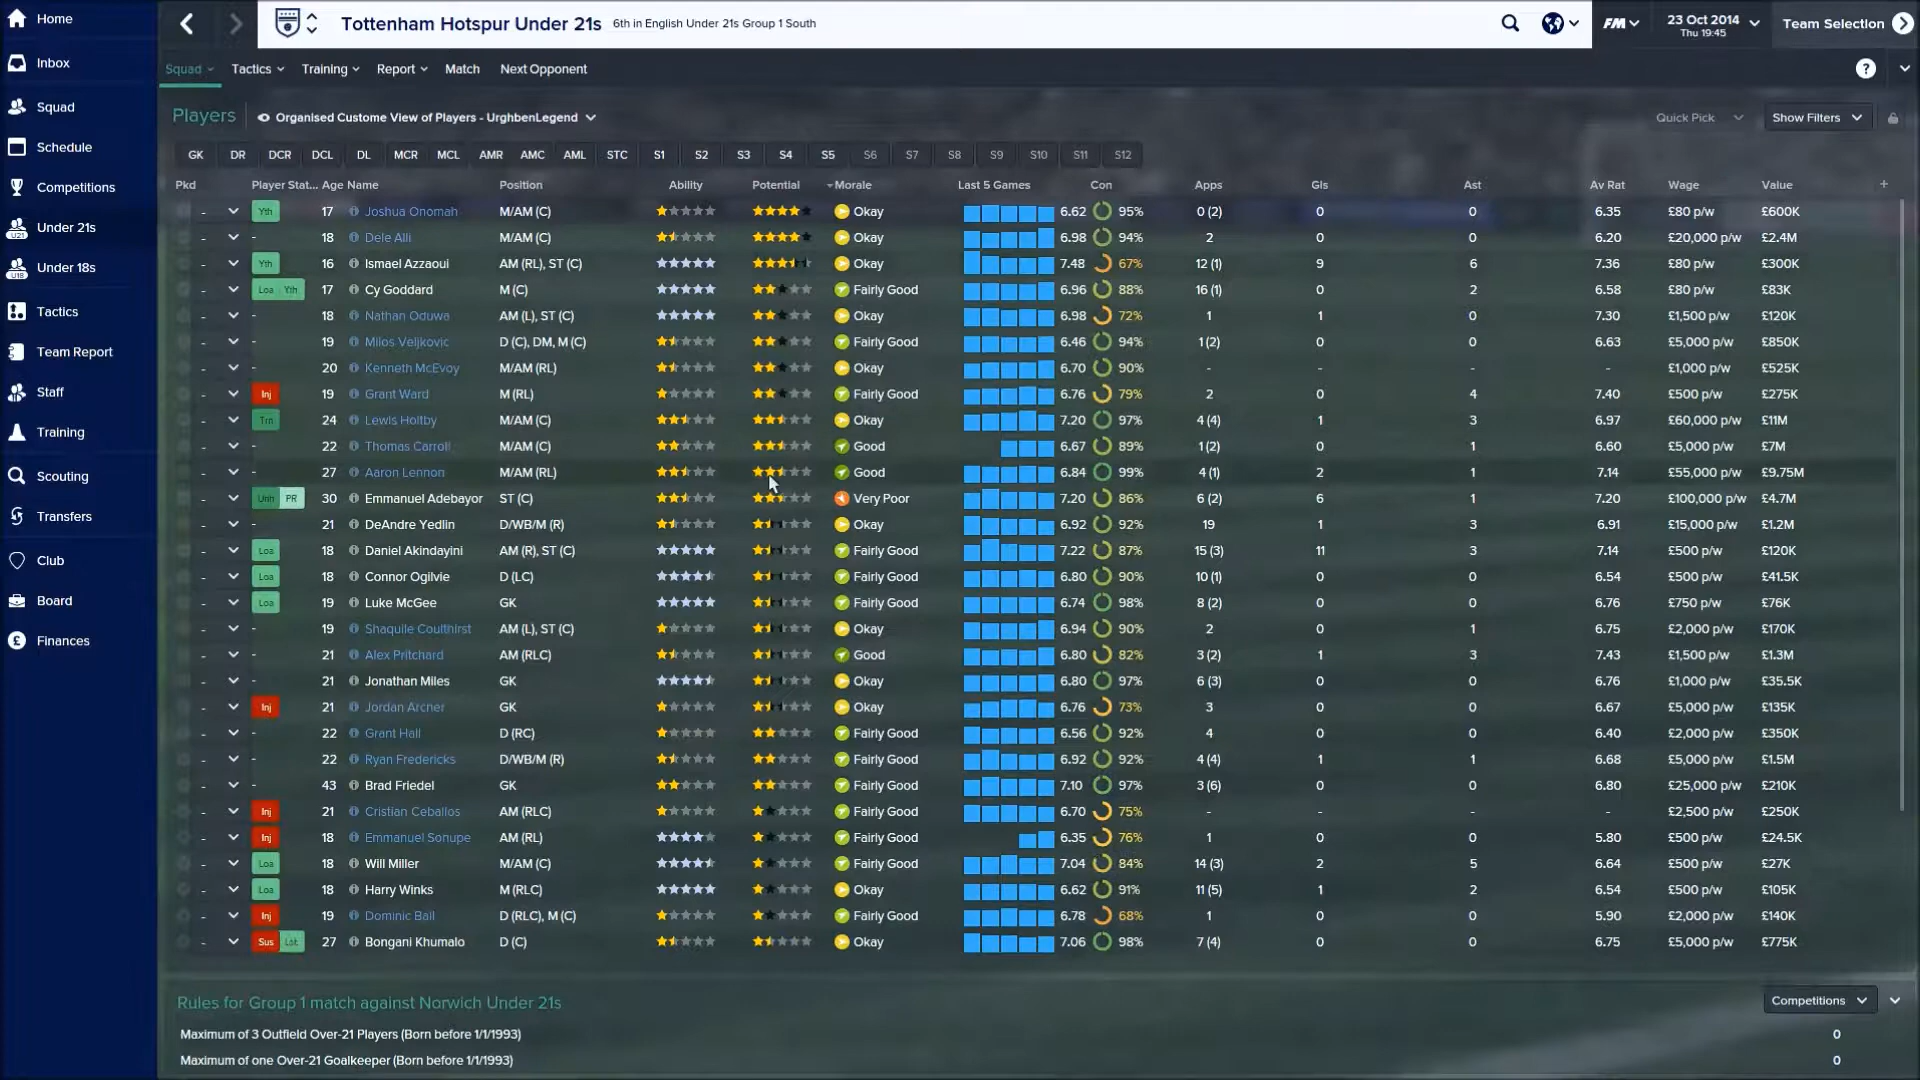 Home
Tottenham Hotspur Under 21s 6th in English Under 21s Group 1 South FM 23 Oct 2014 Thu 19:45 Team Selection
Inbox
Squad
Schedule
Competitions
Under 21s
Under 18s
Tactics
Team Report
Staff
Training
Scouting
Transfers
Club
Board
£ Finances
Squad Tactics Training Report Match Next Opponent ?
Players Organised Custome View of Players - UrghbenLegend Quick Pick Show Filters
GK DR DCR DCL DL MCR MCL AMR AMC AML STC S1 S2 S3 S4 S5 S6 S7 S8 S9 S10 S11 S12
Pkd Player Stat... Age Name Position Ability Potential Morale Last 5 Games Con Apps Gls Ast Av Rat Wage Value +
- Yth 17 Joshua Onomah M/AM (C) Okay 6.62 95% 0 (2) 0 0 6.35 £80 p/w £600K
- - 18 Dele Alli M/AM (C) Okay 6.98 94% 2 0 0 6.20 £20,000 p/w £2.4M
- Yth 16 Ismael Azzaoui AM (RL), ST (C) Okay 7.48 67% 12 (1) 9 6 7.36 £80 p/w £300K
- Loa Yth 17 Cy Goddard M (C) Fairly Good 6.96 88% 16 (1) 0 2 6.58 £80 p/w £83K
- - 18 Nathan Oduwa AM (L), ST (C) Okay 6.98 72% 1 1 0 7.30 £1,500 p/w £120K
- - 19 Milos Veljkovic D (C), DM, M (C) Fairly Good 6.46 94% 1 (2) 0 0 6.63 £5,000 p/w £850K
- - 20 Kenneth McEvoy M/AM (RL) Okay 6.70 90% - - - - £1,000 p/w £525K
- Inj 19 Grant Ward M (RL) Fairly Good 6.76 79% 2 0 4 7.40 £500 p/w £275K
- Trn 24 Lewis Holtby M/AM (C) Okay 7.20 97% 4 (4) 1 3 6.97 £60,000 p/w £11M
- - 22 Thomas Carroll M/AM (C) Good 6.67 89% 1 (2) 0 1 6.60 £5,000 p/w £7M
- - 27 Aaron Lennon M/AM (RL) Good 6.84 99% 4 (1) 2 1 7.14 £55,000 p/w £9.75M
- Unh PR 30 Emmanuel Adebayor ST (C) Very Poor 7.20 86% 6 (2) 6 1 7.20 £100,000 p/w £4.7M
- - 21 DeAndre Yedlin D/WB/M (R) Okay 6.92 92% 19 1 3 6.91 £15,000 p/w £1.2M
- Loa 18 Daniel Akindayini AM (R), ST (C) Fairly Good 7.22 87% 15 (3) 11 3 7.14 £500 p/w £120K
- Loa 18 Connor Ogilvie D (LC) Fairly Good 6.80 90% 10 (1) 0 0 6.54 £500 p/w £41.5K
- Loa 19 Luke McGee GK Fairly Good 6.74 98% 8 (2) 0 0 6.76 £750 p/w £76K
- - 19 Shaquile Coulthirst AM (L), ST (C) Okay 6.94 90% 2 0 1 6.75 £2,000 p/w £170K
- - 21 Alex Pritchard AM (RLC) Good 6.80 82% 3 (2) 1 3 7.43 £1,500 p/w £1.3M
- - 21 Jonathan Miles GK Okay 6.80 97% 6 (3) 0 0 6.76 £1,000 p/w £35.5K
- Inj 21 Jordan Archer GK Okay 6.76 73% 3 0 0 6.67 £5,000 p/w £135K
- - 22 Grant Hall D (RC) Fairly Good 6.56 92% 4 0 0 6.40 £2,000 p/w £350K
- - 22 Ryan Fredericks D/WB/M (R) Fairly Good 6.92 92% 4 (4) 1 1 6.68 £5,000 p/w £1.5M
- - 43 Brad Friedel GK Fairly Good 7.10 97% 3 (6) 0 0 6.80 £25,000 p/w £210K
- Inj 21 Cristian Ceballos AM (RLC) Fairly Good 6.70 75% - - - - £2,500 p/w £250K
- Inj 18 Emmanuel Sonupe AM (RL) Fairly Good 6.35 76% 1 0 0 5.80 £500 p/w £24.5K
- Loa 18 Will Miller M/AM (C) Fairly Good 7.04 84% 14 (3) 2 5 6.64 £500 p/w £27K
- Loa 18 Harry Winks M (RLC) Okay 6.62 91% 11 (5) 1 2 6.54 £500 p/w £105K
- Inj 19 Dominic Ball D (RLC), M (C) Fairly Good 6.78 68% 1 0 0 5.90 £2,000 p/w £140K
- Sus Lst 27 Bongani Khumalo D (C) Okay 7.06 98% 7 (4) 0 0 6.75 £5,000 p/w £775K
Rules for Group 1 match against Norwich Under 21s Competitions
Maximum of 3 Outfield Over-21 Players (Born before 1/1/1993) 0
Maximum of one Over-21 Goalkeeper (Born before 1/1/1993) 0